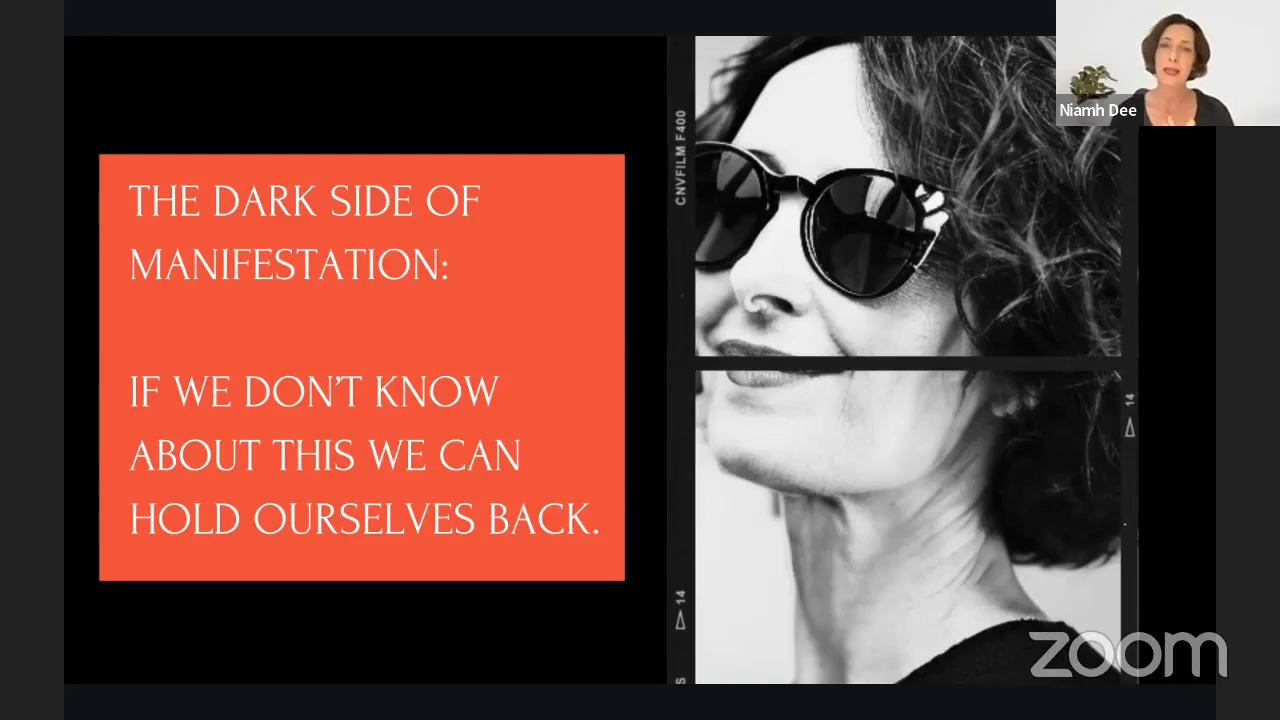 THE DARK SIDE OF
MANIFESTATION:
IF WE DON'T KNOW
ABOUT THIS WE CAN
HOLD OURSELVES BACK.
CNVFILM F400
14
14
S
Niamh Dee
zoom